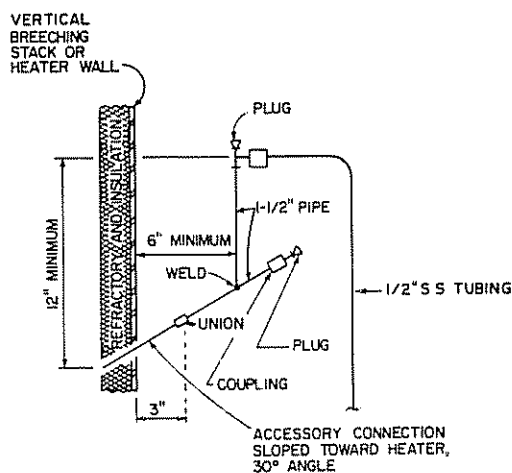 VERTICAL
BREECHING
STACK OR
HEATER WALL
PLUG
REFRACTORY AND INSULATION
1-1/2" PIPE
6" MINIMUM
12" MINIMUM
WELD
1/2" S S TUBING
UNION
PLUG
COUPLING
3"
ACCESSORY CONNECTION
SLOPED TOWARD HEATER,
30° ANGLE